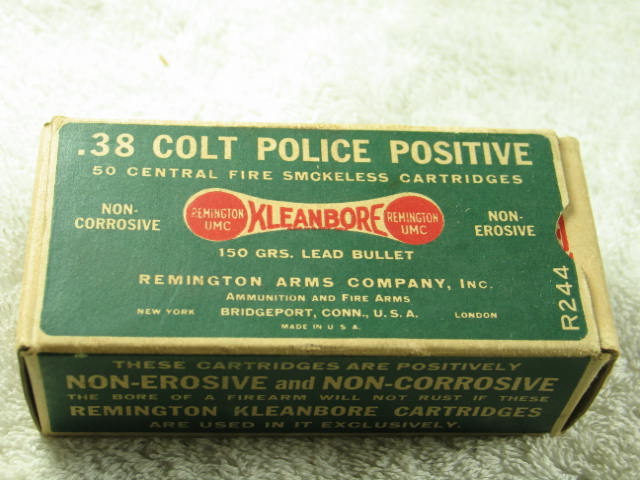 .38 COLT POLICE POSITIVE
50 CENTRAL FIRE SMOKELESS CARTRIDGES
NON-
CORROSIVE
REMINGTON
UMC
KLEANBORE
REMINGTON
UMC
NON-
EROSIVE
150 GRS. LEAD BULLET
REMINGTON ARMS COMPANY, INC.
AMMUNITION AND FIRE ARMS
NEW YORK BRIDGEPORT, CONN., U.S.A. LONDON
MADE IN U.S.A.
R244
THESE CARTRIDGES ARE POSITIVELY
NON-EROSIVE and NON-CORROSIVE
THE BORE OF A FIREARM WILL NOT RUST IF THESE
REMINGTON KLEANBORE CARTRIDGES
ARE USED IN IT EXCLUSIVELY.